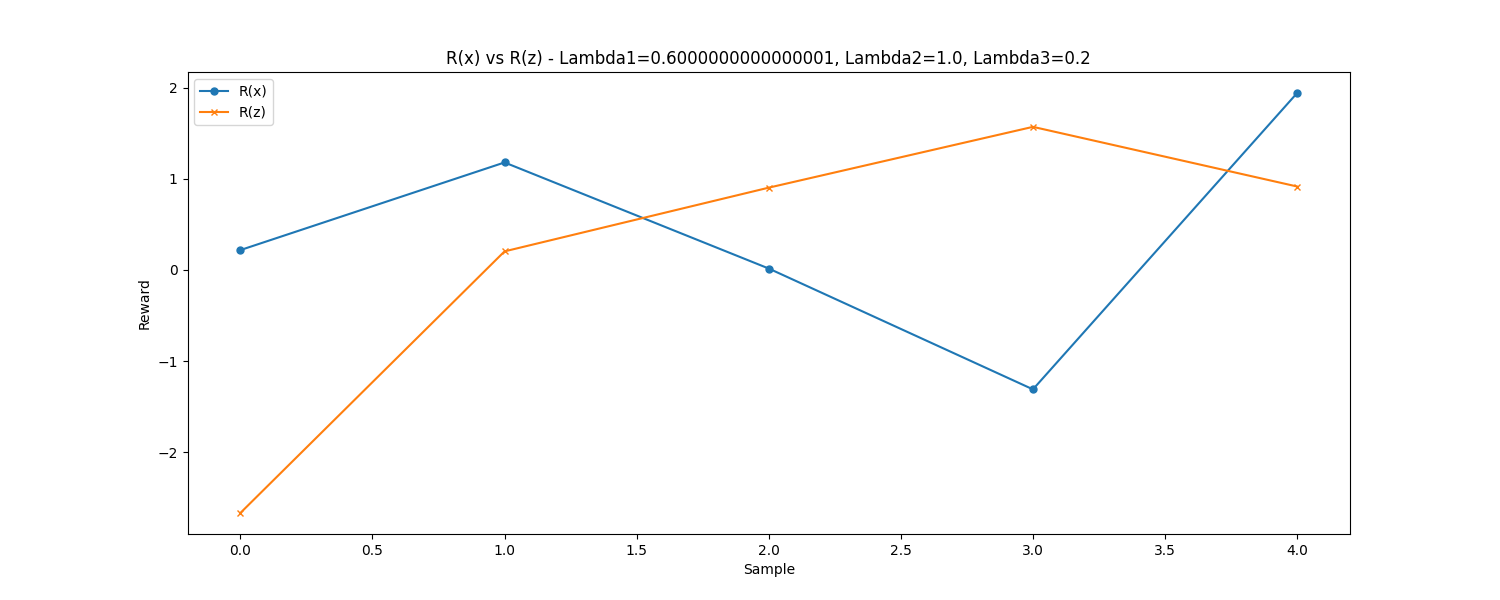 R(x) vs R(z) - Lambda1=0.6000000000000001, Lambda2=1.0, Lambda3=0.2
R(x)
R(z)
2
1
0
−1
−2
Reward
0.0 0.5 1.0 1.5 2.0 2.5 3.0 3.5 4.0
Sample